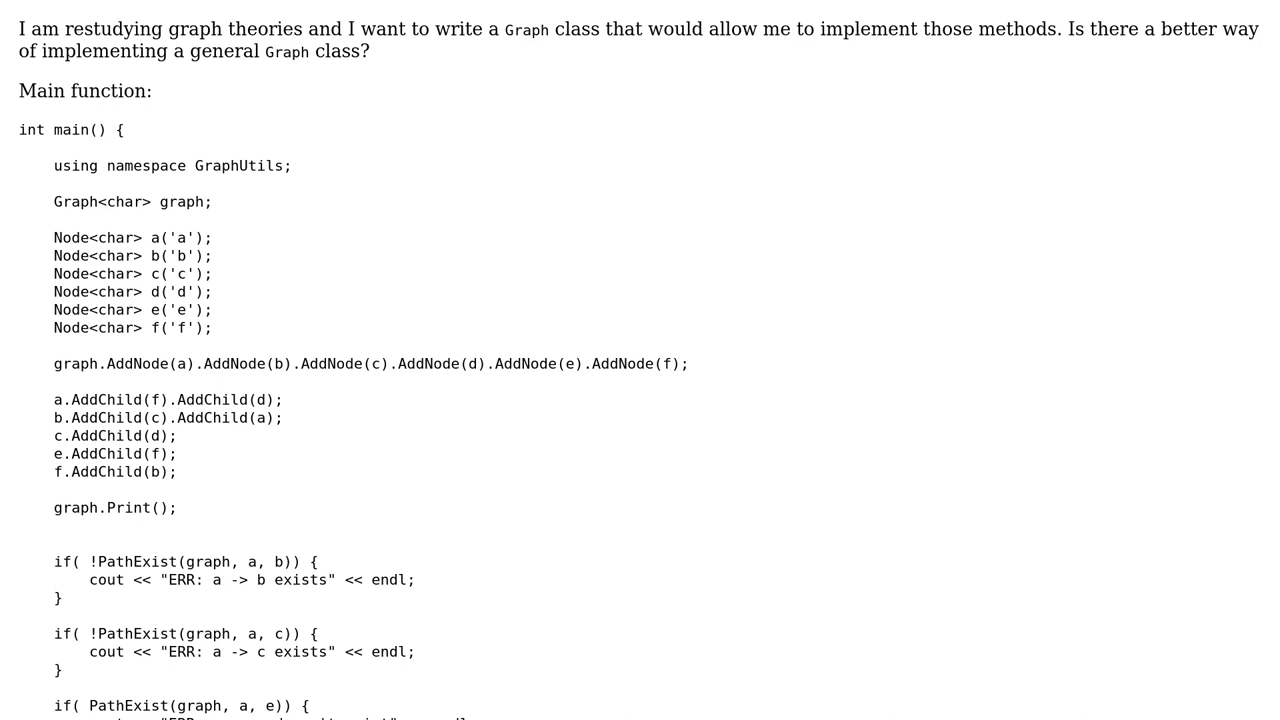 I am restudying graph theories and I want to write a Graph class that would allow me to implement those methods. Is there a better way
of implementing a general Graph class?
Main function:
int main() {
using namespace GraphUtils;
Graph<char> graph;
Node<char> a('a');
Node<char> b('b');
Node<char> c('c');
Node<char> d('d');
Node<char> e('e');
Node<char> f('f');
graph.AddNode(a).AddNode(b).AddNode(c).AddNode(d).AddNode(e).AddNode(f);
a.AddChild(f).AddChild(d);
b.AddChild(c).AddChild(a);
c.AddChild(d);
e.AddChild(f);
f.AddChild(b);
graph.Print();
if( !PathExist(graph, a, b)) {
cout << "ERR: a -> b exists" << endl;
}
if( !PathExist(graph, a, c)) {
cout << "ERR: a -> c exists" << endl;
}
if( PathExist(graph, a, e)) {